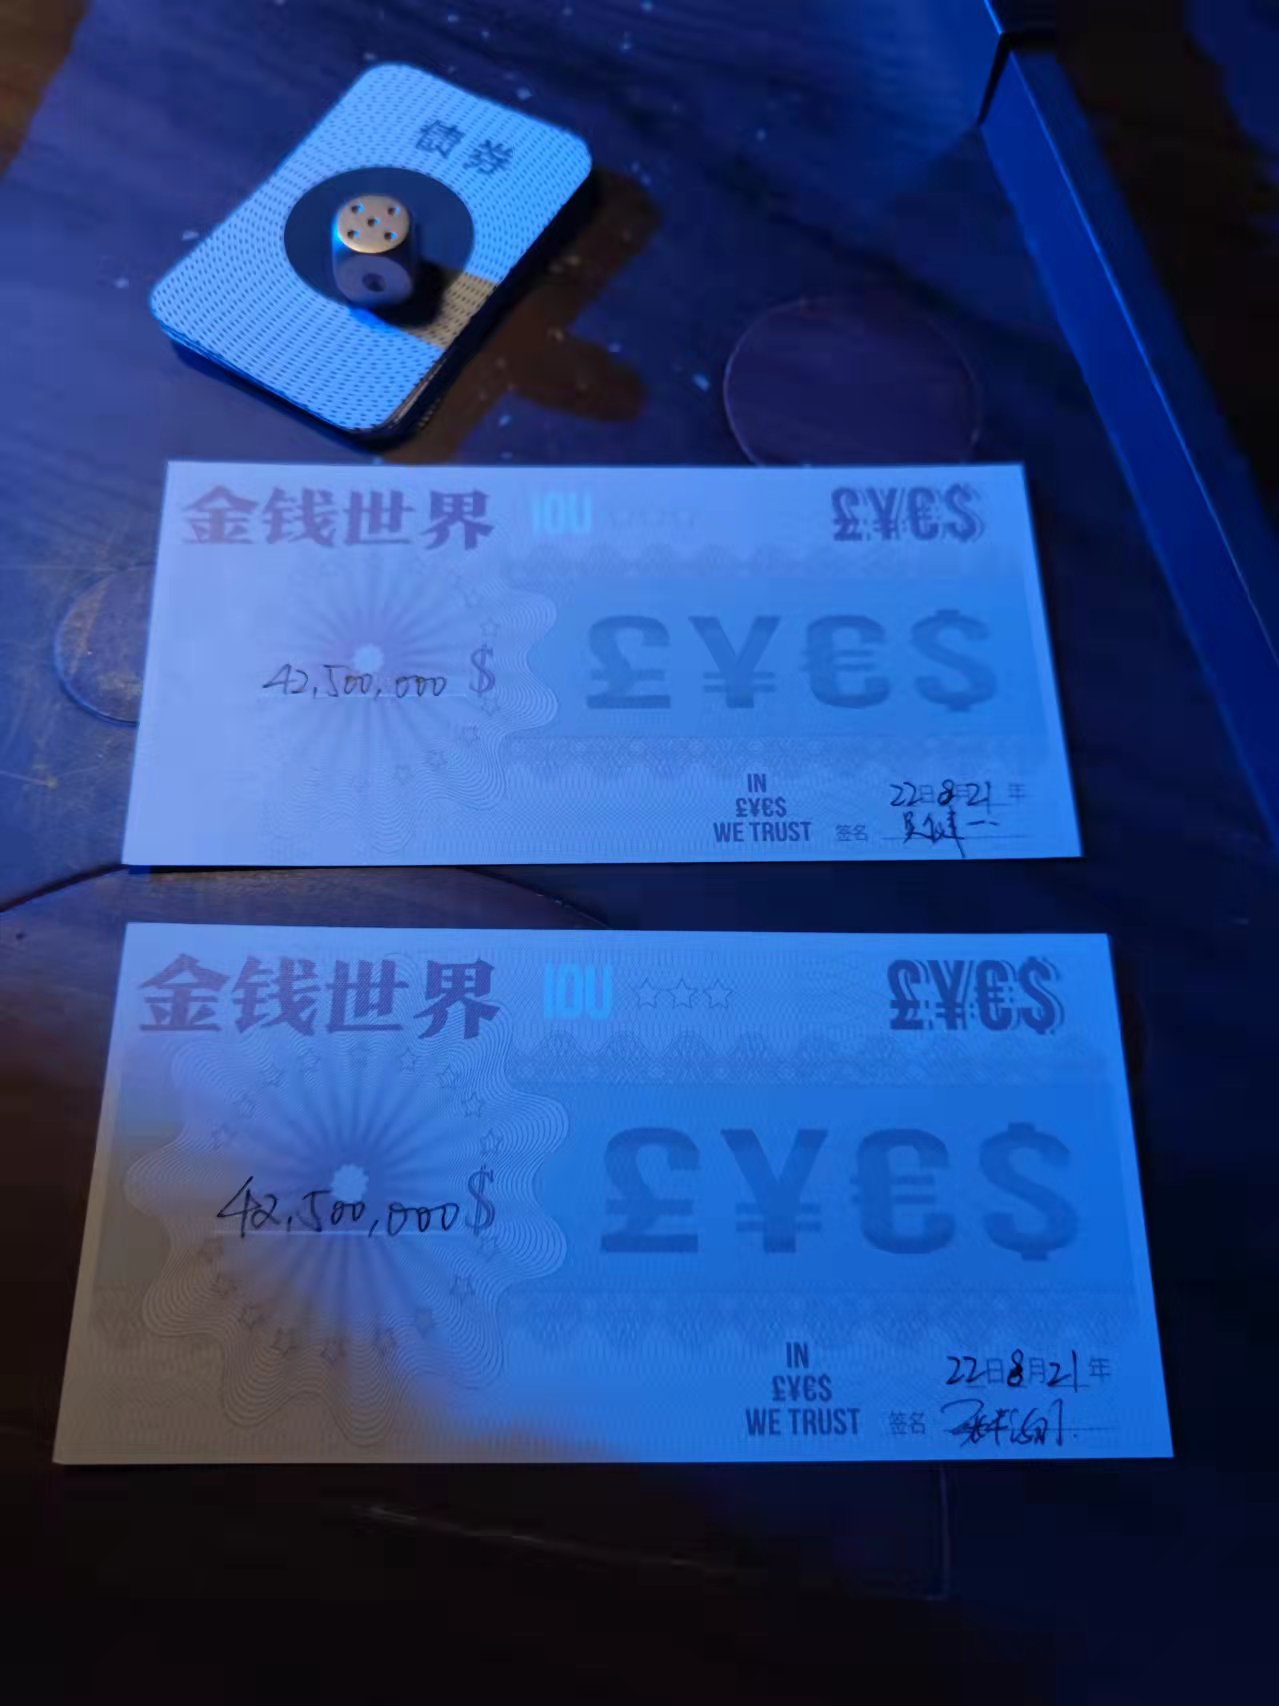 债券
金钱世界 IOU £¥€$
£¥€$
42,500,000 $
IN
£¥€$
WE TRUST
22日8月21年
签名
金钱世界 IOU ☆☆☆ £¥€$
£¥€$
42,500,000 $
IN
£¥€$
WE TRUST
22日8月21年
签名